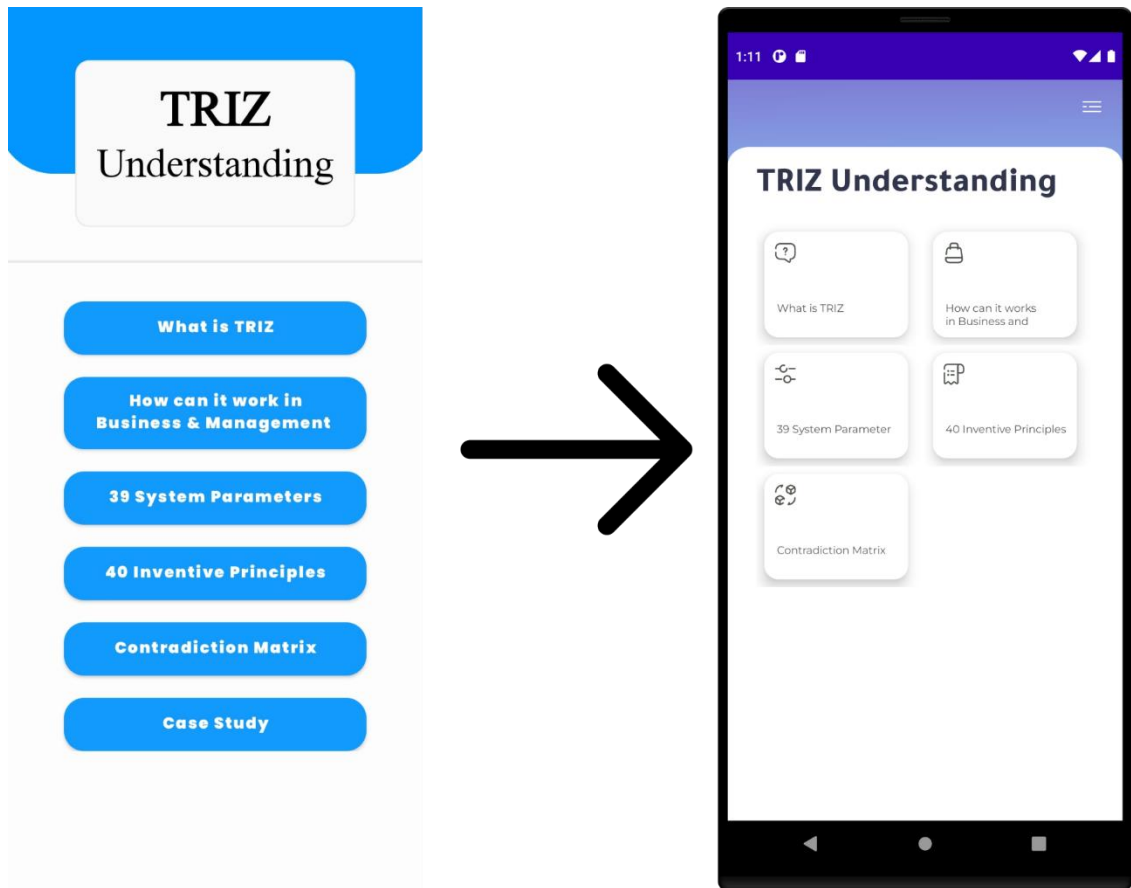 TRIZ
Understanding
What is TRIZ
How can it work in
Business & Management
39 System Parameters
40 Inventive Principles
Contradiction Matrix
Case Study
1:11
TRIZ Understanding
What is TRIZ
How can it works
in Business and
39 System Parameter
40 Inventive Principles
Contradiction Matrix